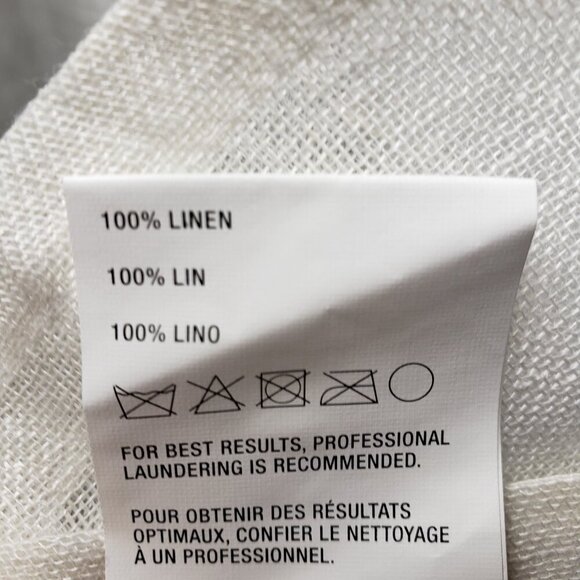 100% LINEN
100% LIN
100% LINO
FOR BEST RESULTS, PROFESSIONAL
LAUNDERING IS RECOMMENDED.
POUR OBTENIR DES RÉSULTATS
OPTIMAUX, CONFIER LE NETTOYAGE
À UN PROFESSIONNEL.